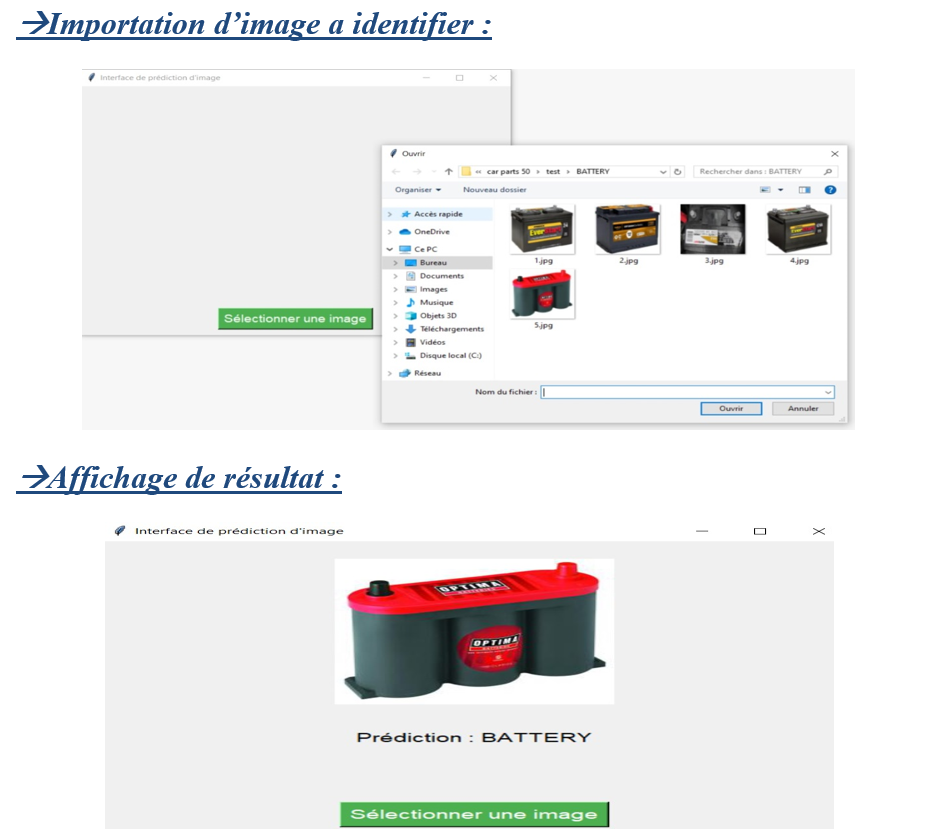 →Importation d’image a identifier :
Interface de prédiction d'image
Ouvrir
« car parts 50 › test › BATTERY
Rechercher dans : BATTERY
Organiser
Nouveau dossier
Accès rapide
OneDrive
Ce PC
Bureau
Documents
Images
Musique
Objets 3D
Téléchargements
Vidéos
Disque local (C:)
Réseau
1.jpg
2.jpg
3.jpg
4.jpg
5.jpg
Sélectionner une image
Nom du fichier :
Ouvrir
Annuler
→Affichage de résultat :
Interface de prédiction d'image
OPTIMA
OPTIMA
Prédiction : BATTERY
Sélectionner une image